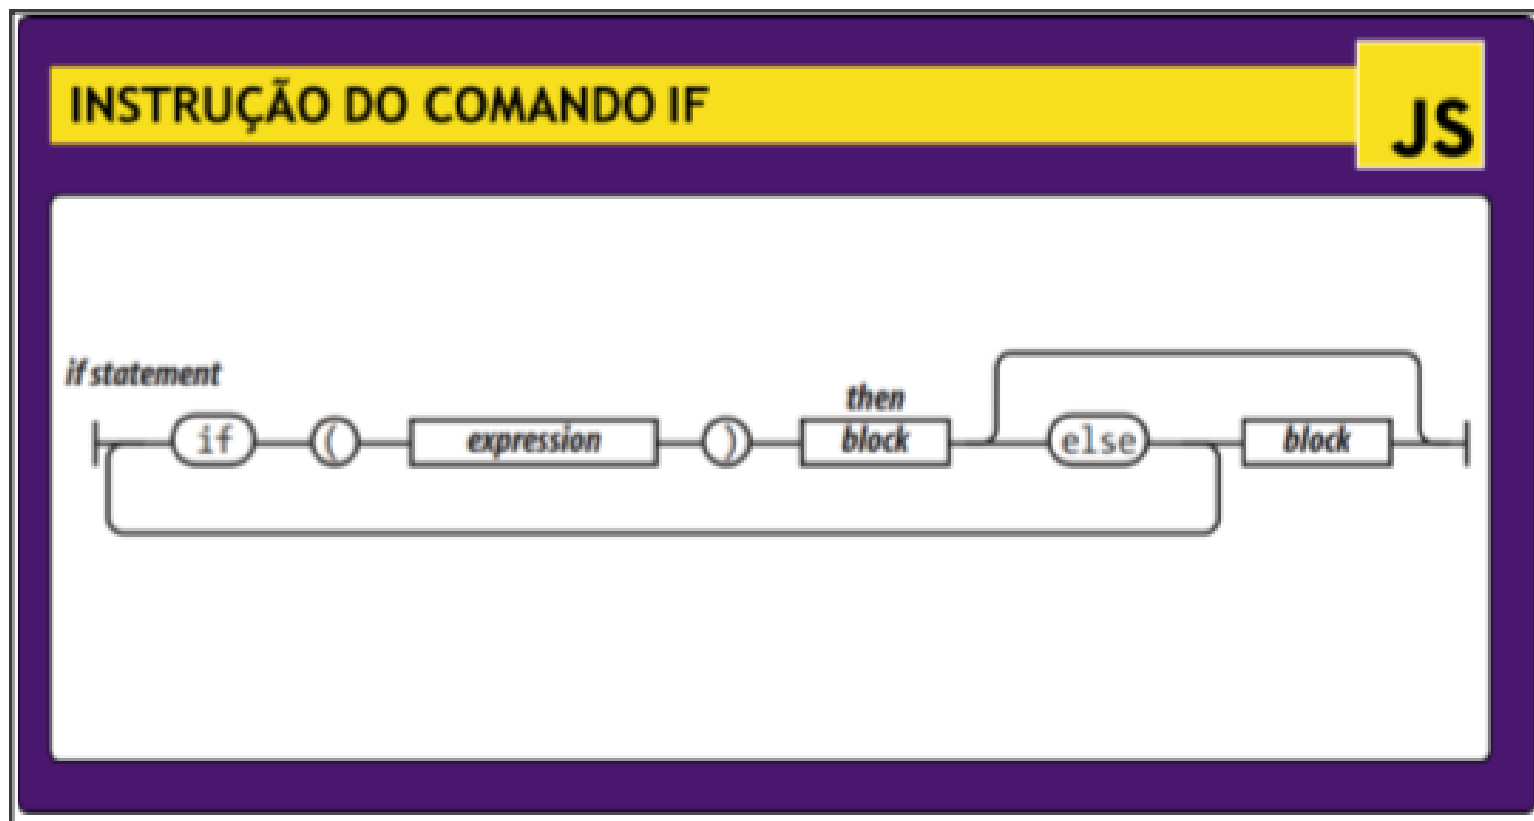 INSTRUÇÃO DO COMANDO IF
JS
if statement
then
if ( expression ) block else block